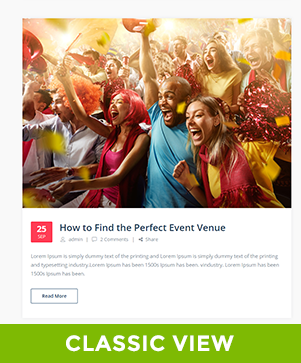 25
SEP
How to Find the Perfect Event Venue
admin | 2 Comments | Share
Lorem Ipsum is simply dummy text of the printing and Lorem Ipsum is simply dummy text of the printing
and typesetting industry.Lorem Ipsum has been 1500s Ipsum has been vindustry. Lorem Ipsum has been
1500s Ipsum has been.
Read More
CLASSIC VIEW